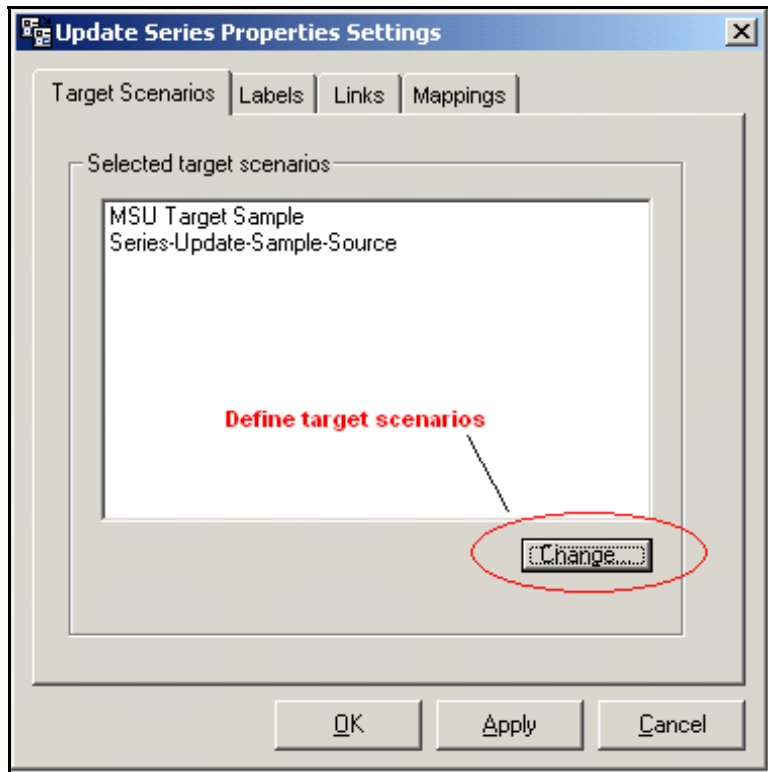 Update Series Properties Settings
Target Scenarios Labels Links Mappings
Selected target scenarios
MSU Target Sample
Series-Update-Sample-Source
Define target scenarios
Change...
OK Apply Cancel